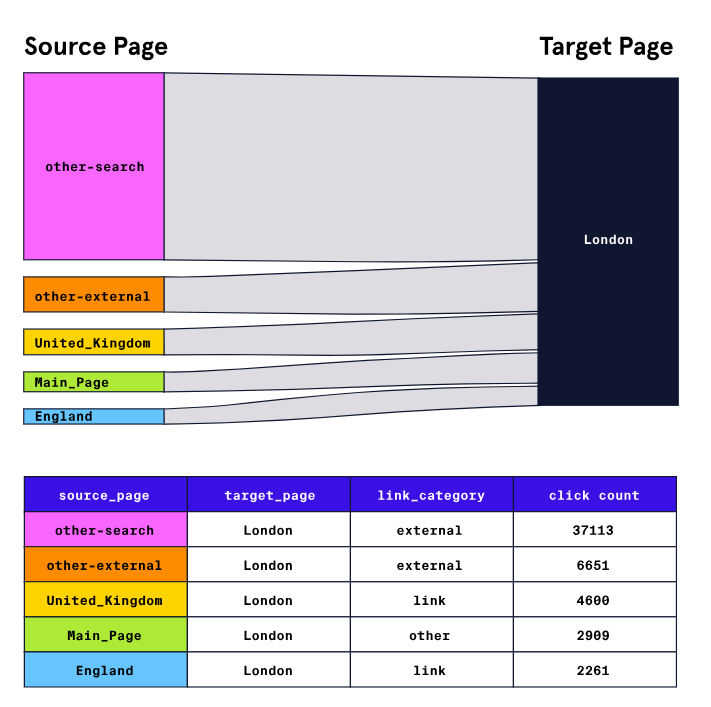 Source Page Target Page
other-search
London
other-external
United_Kingdom
Main_Page
England
source_page target_page link_category click count
other-search London external 37113
other-external London external 6651
United_Kingdom London link 4600
Main_Page London other 2909
England London link 2261